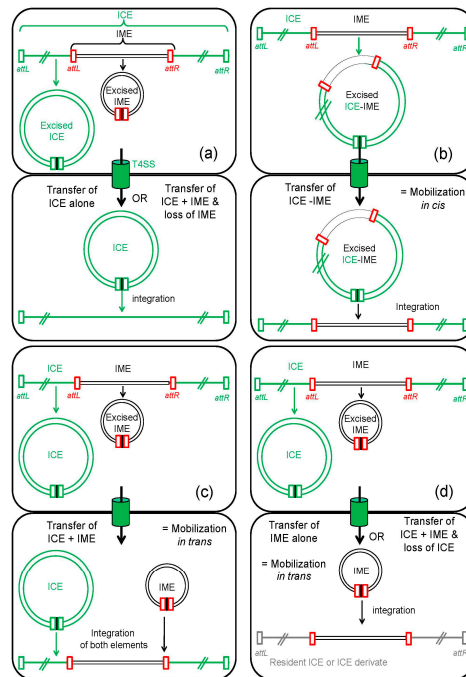 ICE
IME
attL
attL
attR
attR
Excised
ICE
Excised
IME
(a)
T4SS
Transfer of
ICE alone
OR
Transfer of
ICE + IME &
loss of IME
ICE
integration
ICE
IME
attL
attL
attR
attR
Excised
ICE-IME
(b)
Transfer of
ICE -IME
= Mobilization
in cis
Excised
ICE-IME
Integration
ICE
IME
attL
attL
attR
attR
ICE
Excised
IME
(c)
Transfer of
ICE + IME
= Mobilization
in trans
ICE
IME
Integration
of both elements
ICE
IME
attL
attL
attR
attR
ICE
Excised
IME
(d)
Transfer of
IME alone
OR
Transfer of
ICE + IME &
loss of ICE
= Mobilization
in trans
IME
integration
attL
attR
Resident ICE or ICE derivate